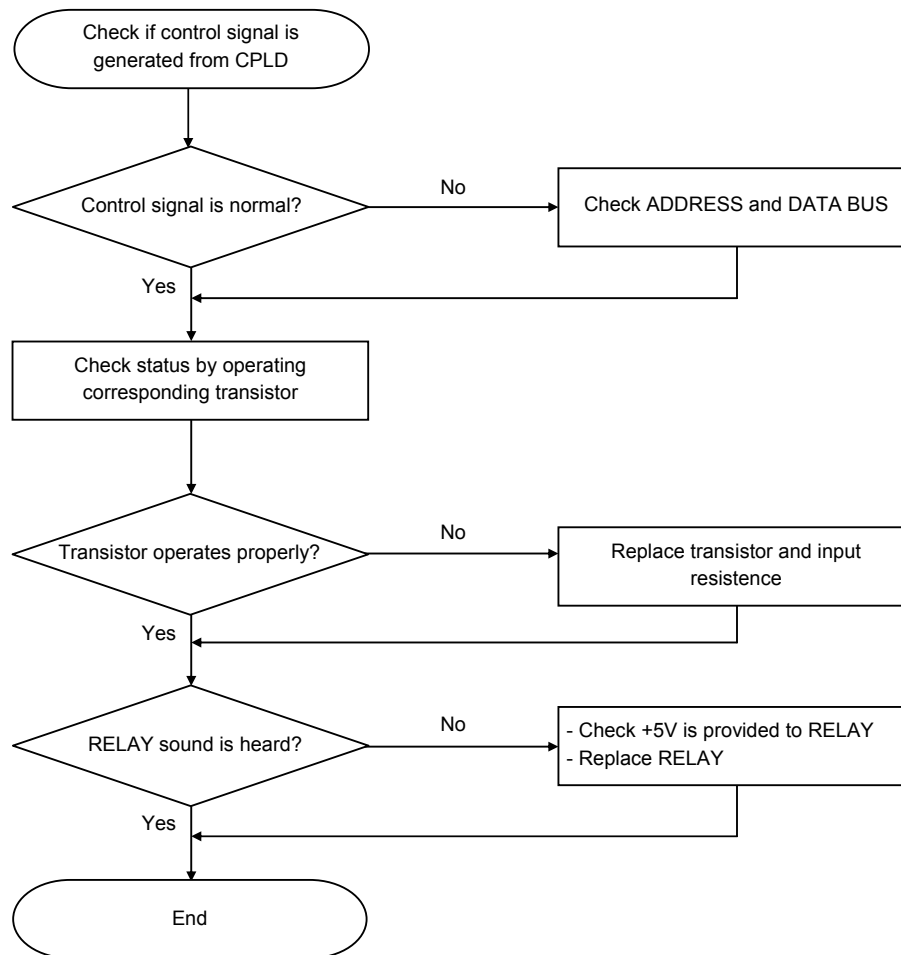 Check if control signal is
generated from CPLD
Control signal is normal?
No
Check ADDRESS and DATA BUS
Yes
Check status by operating
corresponding transistor
Transistor operates properly?
No
Replace transistor and input
resistence
Yes
RELAY sound is heard?
No
- Check +5V is provided to RELAY
- Replace RELAY
Yes
End